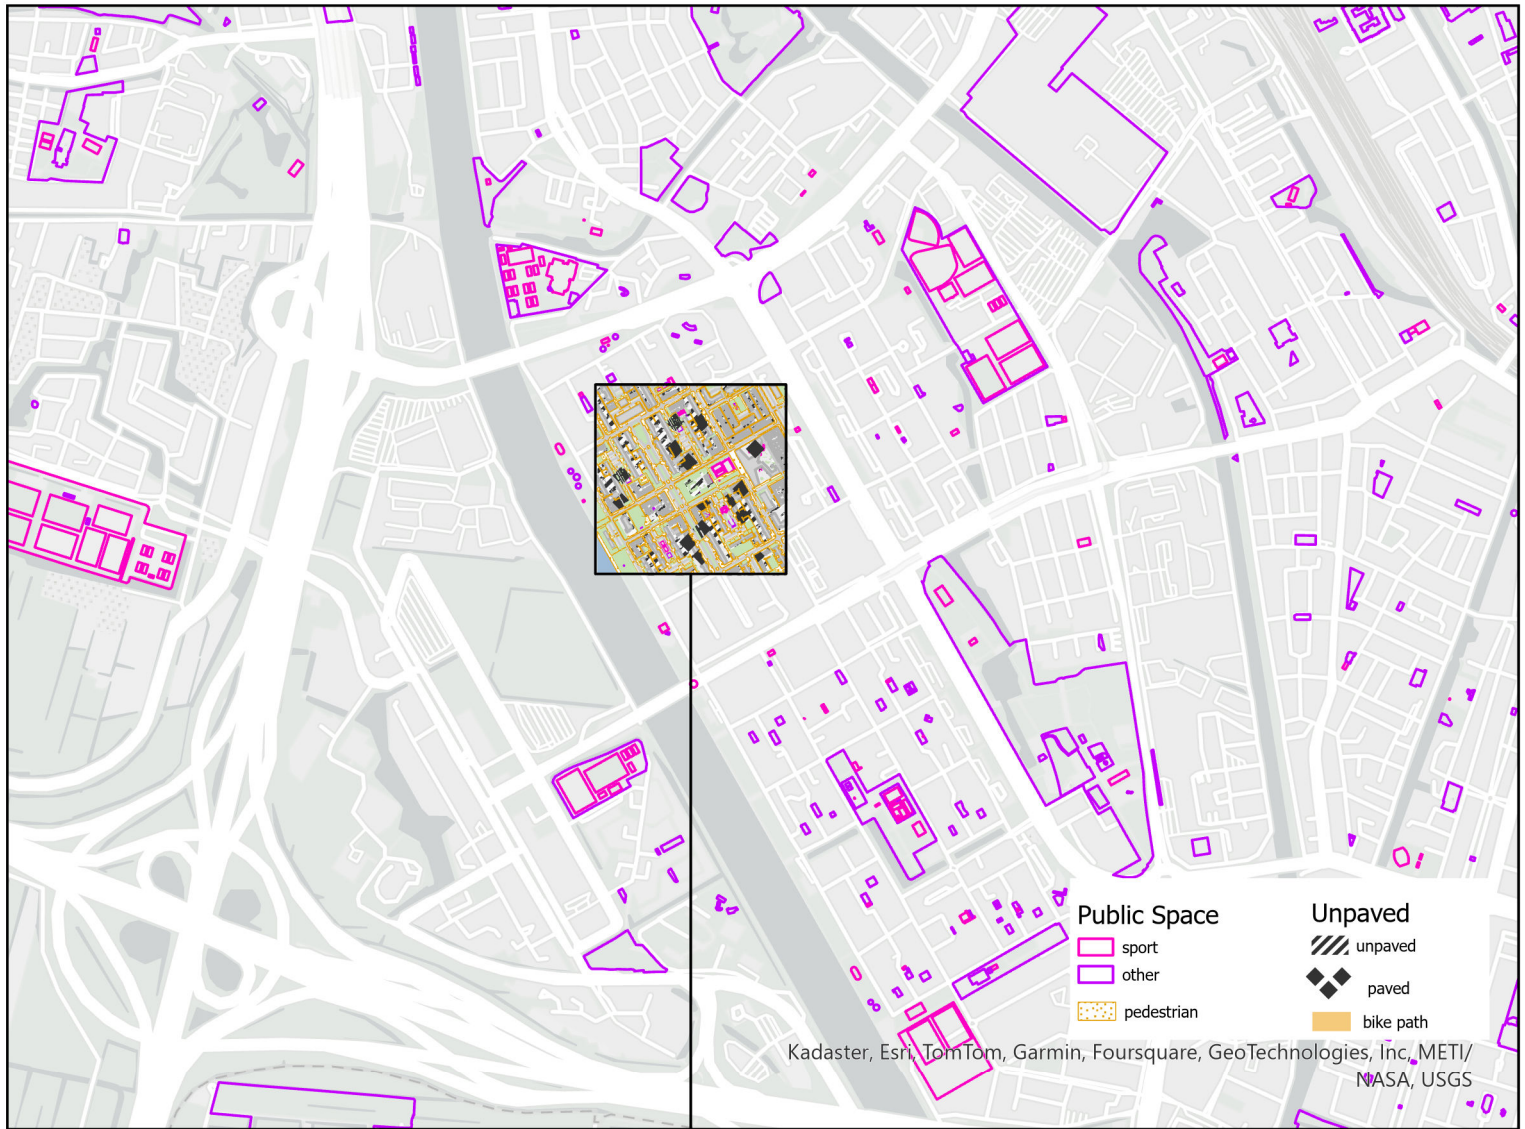 Public Space
sport
other
pedestrian
Unpaved
unpaved
paved
bike path
Kadaster, Esri, TomTom, Garmin, Foursquare, GeoTechnologies, Inc, METI/
NASA, USGS